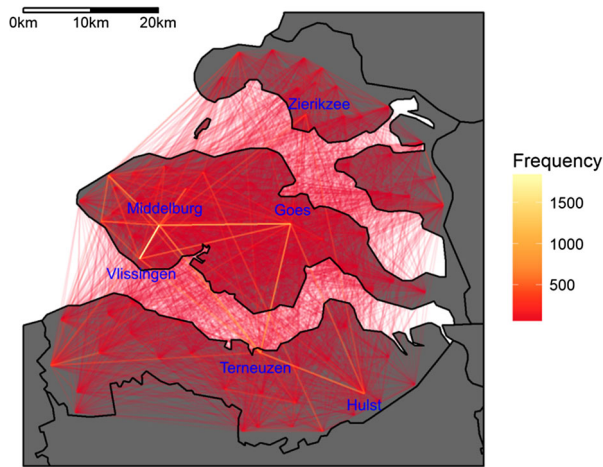 0km 10km 20km
Zierikzee
Frequency
Middelburg
Goes
1500
1000
Vlissingen
500
Terneuzen
Hulst